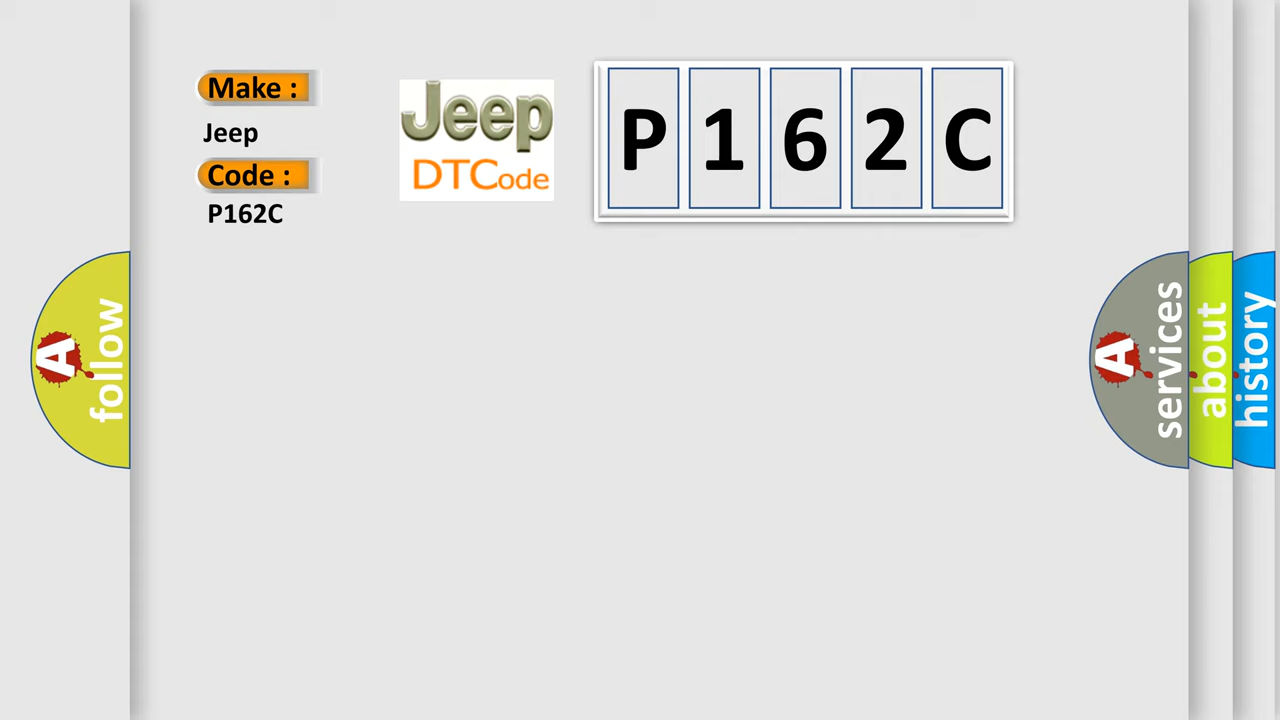 Make :
Jeep
Code :
P162C
Jeep
DTCode
P 1 6 2 C
A follow
A services
about
history